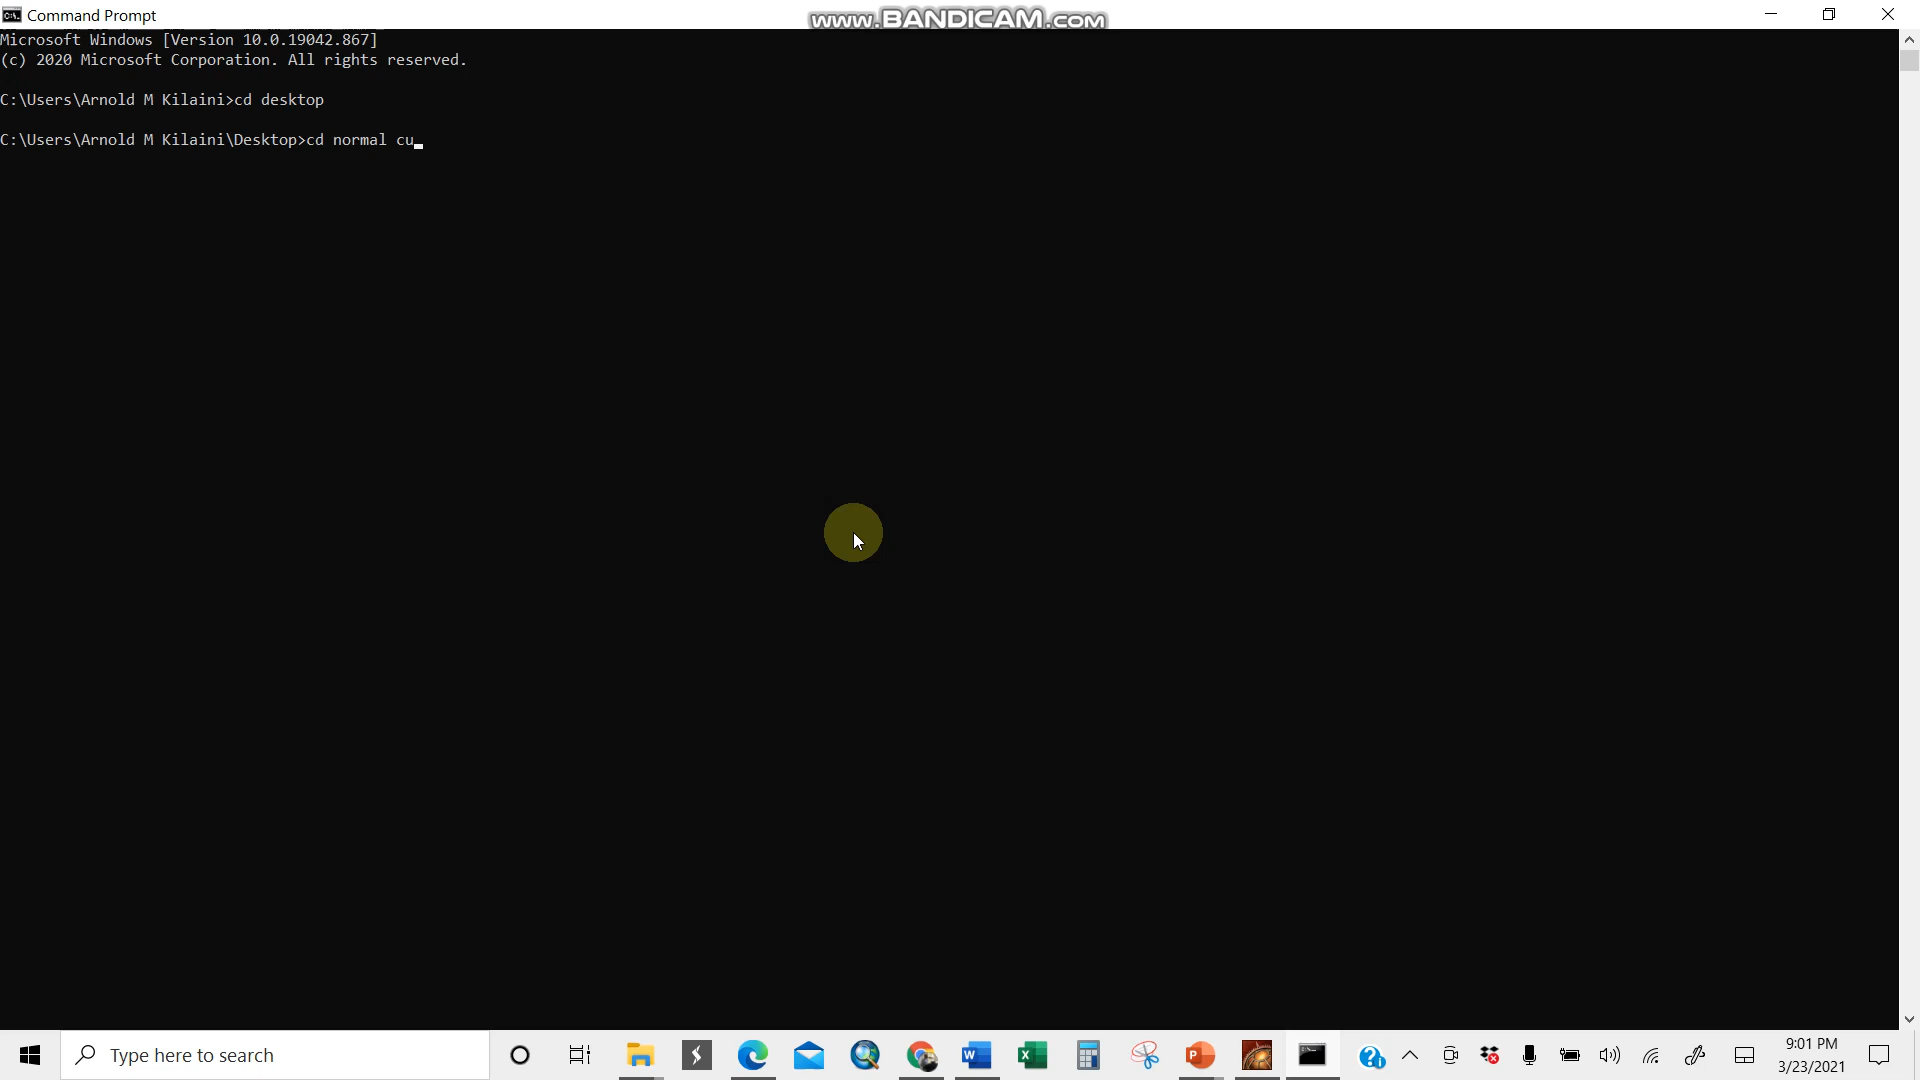 Command Prompt
www.BANDICAM.com
Microsoft Windows [Version 10.0.19042.867]
(c) 2020 Microsoft Corporation. All rights reserved.
C:\Users\Arnold M Kilaini>cd desktop
C:\Users\Arnold M Kilaini\Desktop>cd normal cu
Type here to search
9:01 PM
3/23/2021